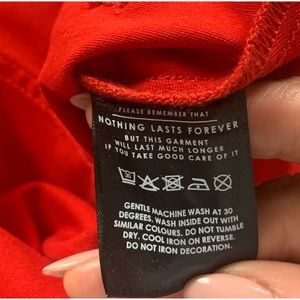 PLEASE REMEMBER THAT
NOTHING LASTS FOREVER
BUT THIS GARMENT
WILL LAST MUCH LONGER
IF YOU TAKE GOOD CARE OF IT
30
GENTLE MACHINE WASH AT 30
DEGREES, WASH INSIDE OUT WITH
SIMILAR COLOURS. DO NOT TUMBLE
DRY. COOL IRON ON REVERSE.
DO NOT IRON DECORATION.